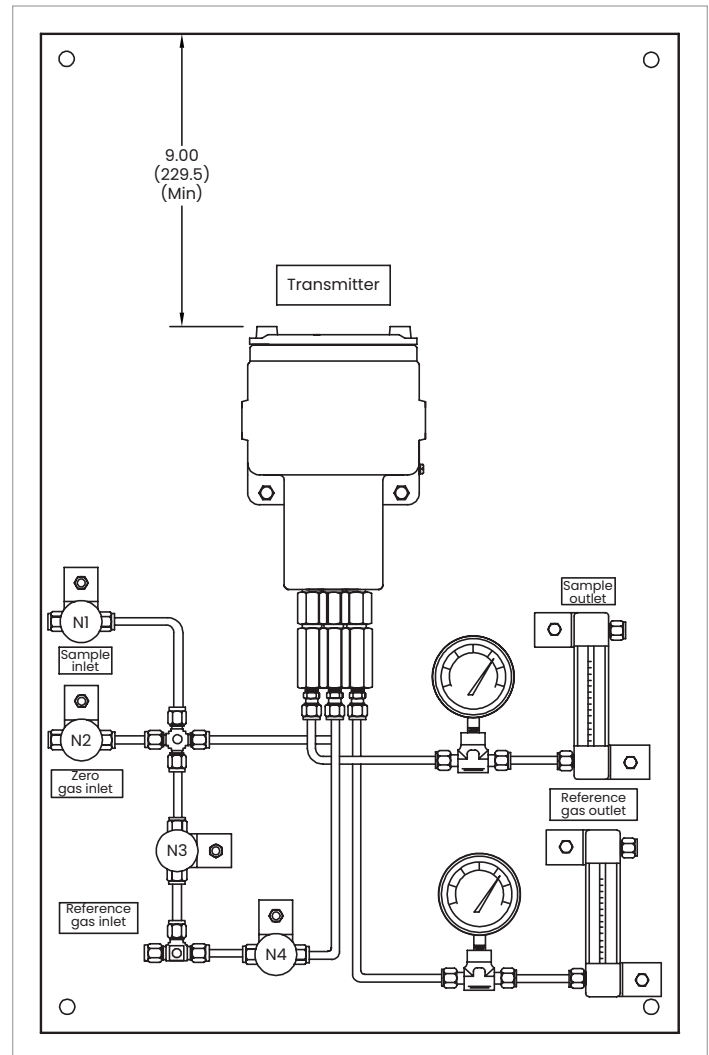 9.00
(229.5)
(Min)
Transmitter
N1
Sample
inlet
Sample
outlet
N2
Zero
gas inlet
Reference
gas outlet
N3
Reference
gas inlet
N4